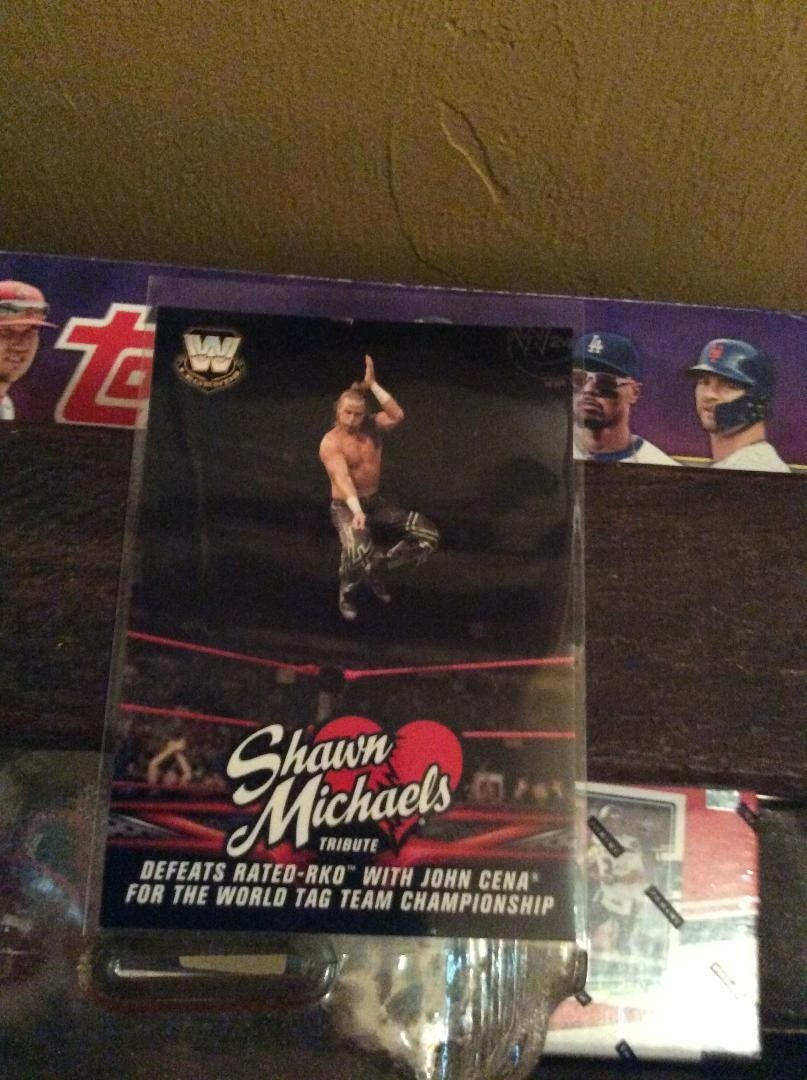 Shawn
Michaels
TRIBUTE
DEFEATS RATED-RKO™ WITH JOHN CENA®
FOR THE WORLD TAG TEAM CHAMPIONSHIP